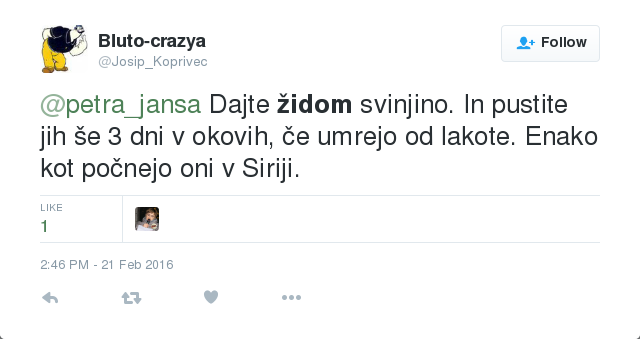 Bluto-crazya
@Josip_Koprivec
Follow
@petra_jansa Dajte židom svinjino. In pustite
jih še 3 dni v okovih, če umrejo od lakote. Enako
kot počnejo oni v Siriji.
LIKE
1
2:46 PM - 21 Feb 2016